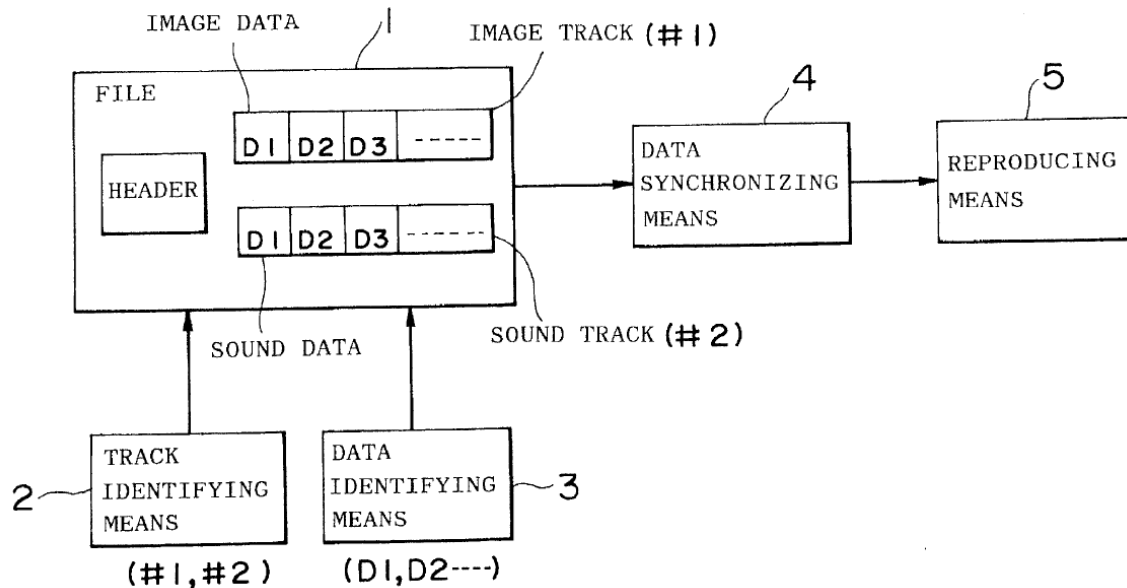 IMAGE DATA
1
IMAGE TRACK (#1)
FILE
HEADER
D1 D2 D3 -----
D1 D2 D3 ------
SOUND DATA
SOUND TRACK (#2)
4
DATA
SYNCHRONIZING
MEANS
5
REPRODUCING
MEANS
2
TRACK
IDENTIFYING
MEANS
(#1,#2)
DATA
IDENTIFYING
MEANS
3
(D1,D2----)